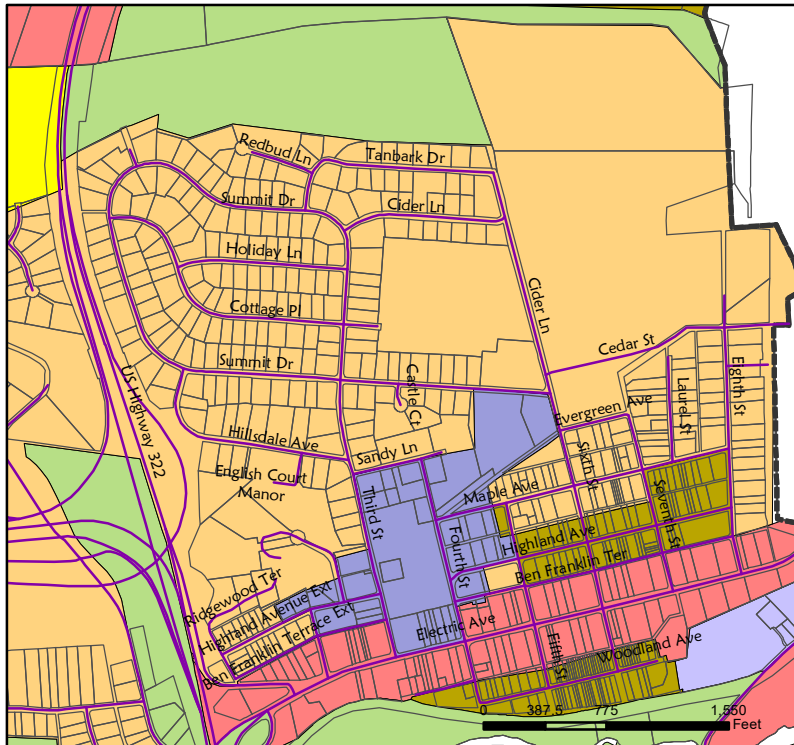 Redbud Ln
Tanbark Dr
Summit Dr
Cider Ln
Holiday Ln
Cider Ln
Cottage Pl
Cedar St
US Highway 322
Summit Dr
Castle Ct
Eighth St
Laurel St
Evergreen Ave
Hillsdale Ave
Sandy Ln
Sixth St
English Court
Manor
Maple Ave
Seventh St
Third St
Fourth St
Highland Ave
Ben Franklin Ter
Ridgewood Ter
Highland Avenue Ext
Ben Franklin Terrace Ext
Electric Ave
Fifth St
Woodland Ave
0 387.5 775 1,550
Feet